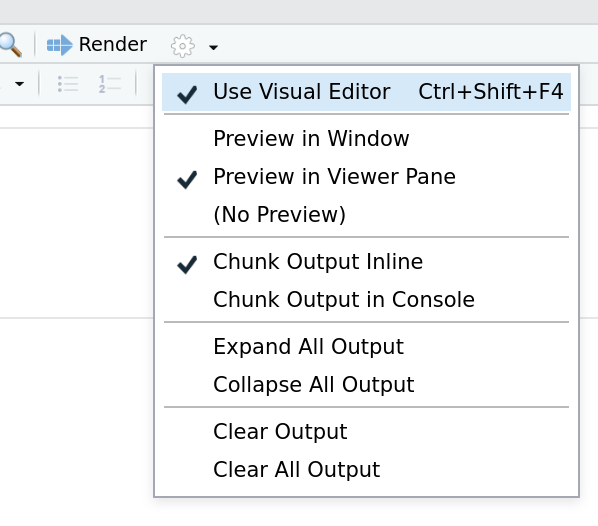 Render
Use Visual Editor Ctrl+Shift+F4
Preview in Window
Preview in Viewer Pane
(No Preview)
Chunk Output Inline
Chunk Output in Console
Expand All Output
Collapse All Output
Clear Output
Clear All Output